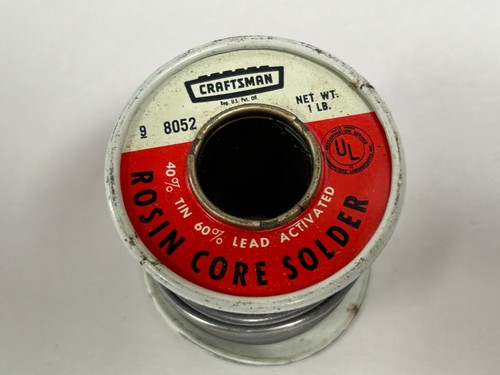 CRAFTSMAN
Reg. U.S. Pat. Off.
NET WT.
1 LB.
9 8052
UL
40% TIN 60% LEAD ACTIVATED
ROSIN CORE SOLDER